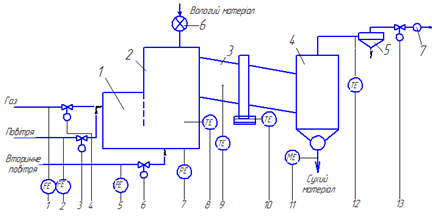 Вологий матеріал
6
1
2
3
4
5
7
Газ
Повітря
Вторинне повітря
FE
FE
FE
PE
TE
TE
TE
ME
TE
Сухий матеріал
1 2 3 4 5 6 7 8 9 10 11 12 13